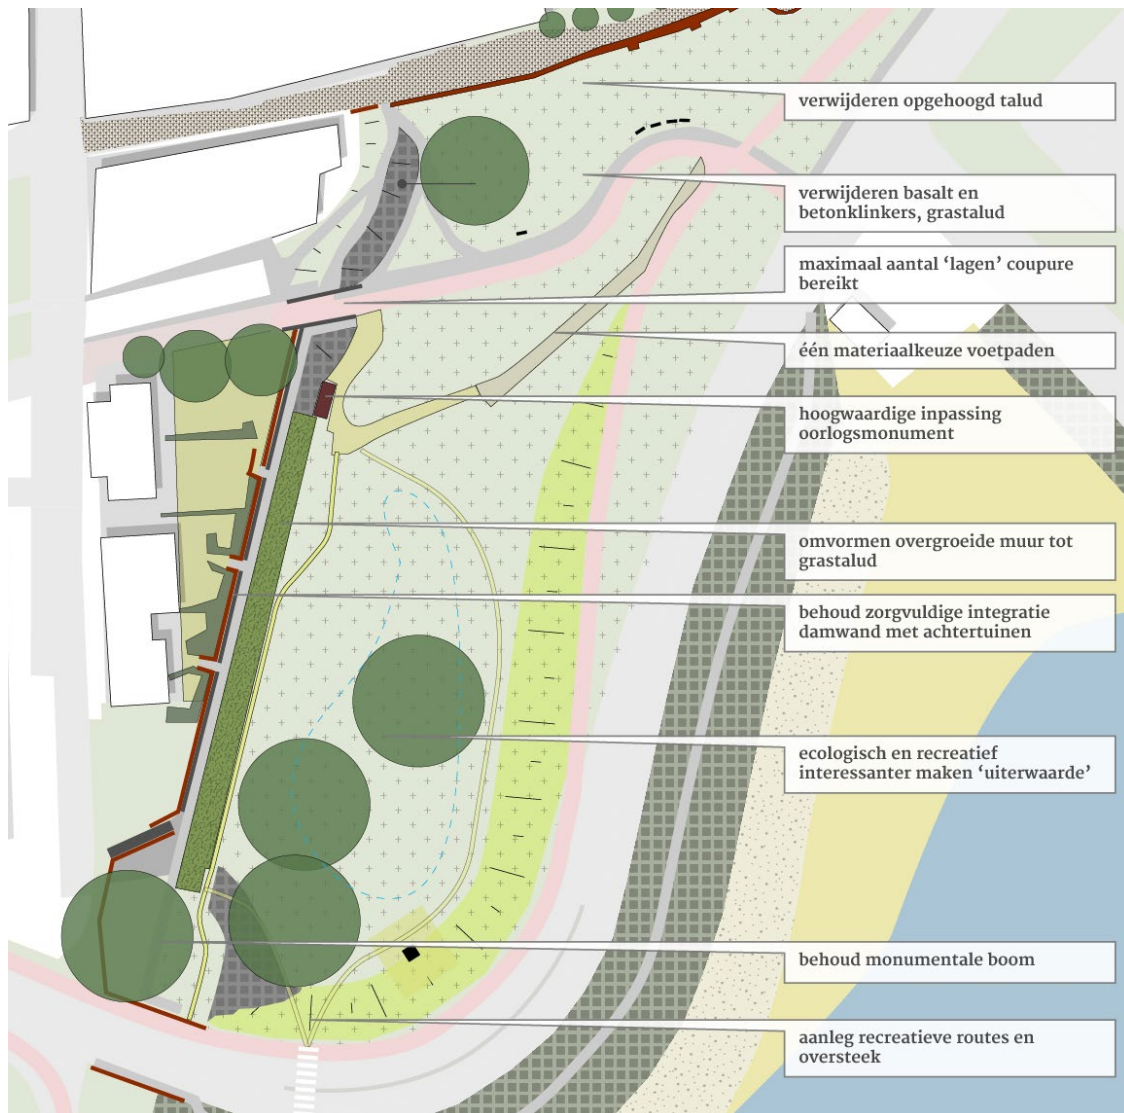 verwijderen opgehoogd talud
verwijderen basalt en
betonklinkers, grastalud
maximaal aantal ‘lagen’ coupure
bereikt
één materiaalkeuze voetpaden
hoogwaardige inpassing
oorlogsmonument
omvormen overgroeide muur tot
grastalud
behoud zorgvuldige integratie
damwand met achtertuinen
ecologisch en recreatief
interessanter maken ‘uiterwaarde’
behoud monumentale boom
aanleg recreatieve routes en
oversteek